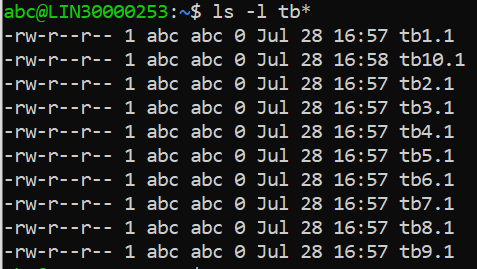 abc@LIN30000253:~$ ls -l tb*
-rw-r--r-- 1 abc abc 0 Jul 28 16:57 tb1.1
-rw-r--r-- 1 abc abc 0 Jul 28 16:58 tb10.1
-rw-r--r-- 1 abc abc 0 Jul 28 16:57 tb2.1
-rw-r--r-- 1 abc abc 0 Jul 28 16:57 tb3.1
-rw-r--r-- 1 abc abc 0 Jul 28 16:57 tb4.1
-rw-r--r-- 1 abc abc 0 Jul 28 16:57 tb5.1
-rw-r--r-- 1 abc abc 0 Jul 28 16:57 tb6.1
-rw-r--r-- 1 abc abc 0 Jul 28 16:57 tb7.1
-rw-r--r-- 1 abc abc 0 Jul 28 16:57 tb8.1
-rw-r--r-- 1 abc abc 0 Jul 28 16:57 tb9.1